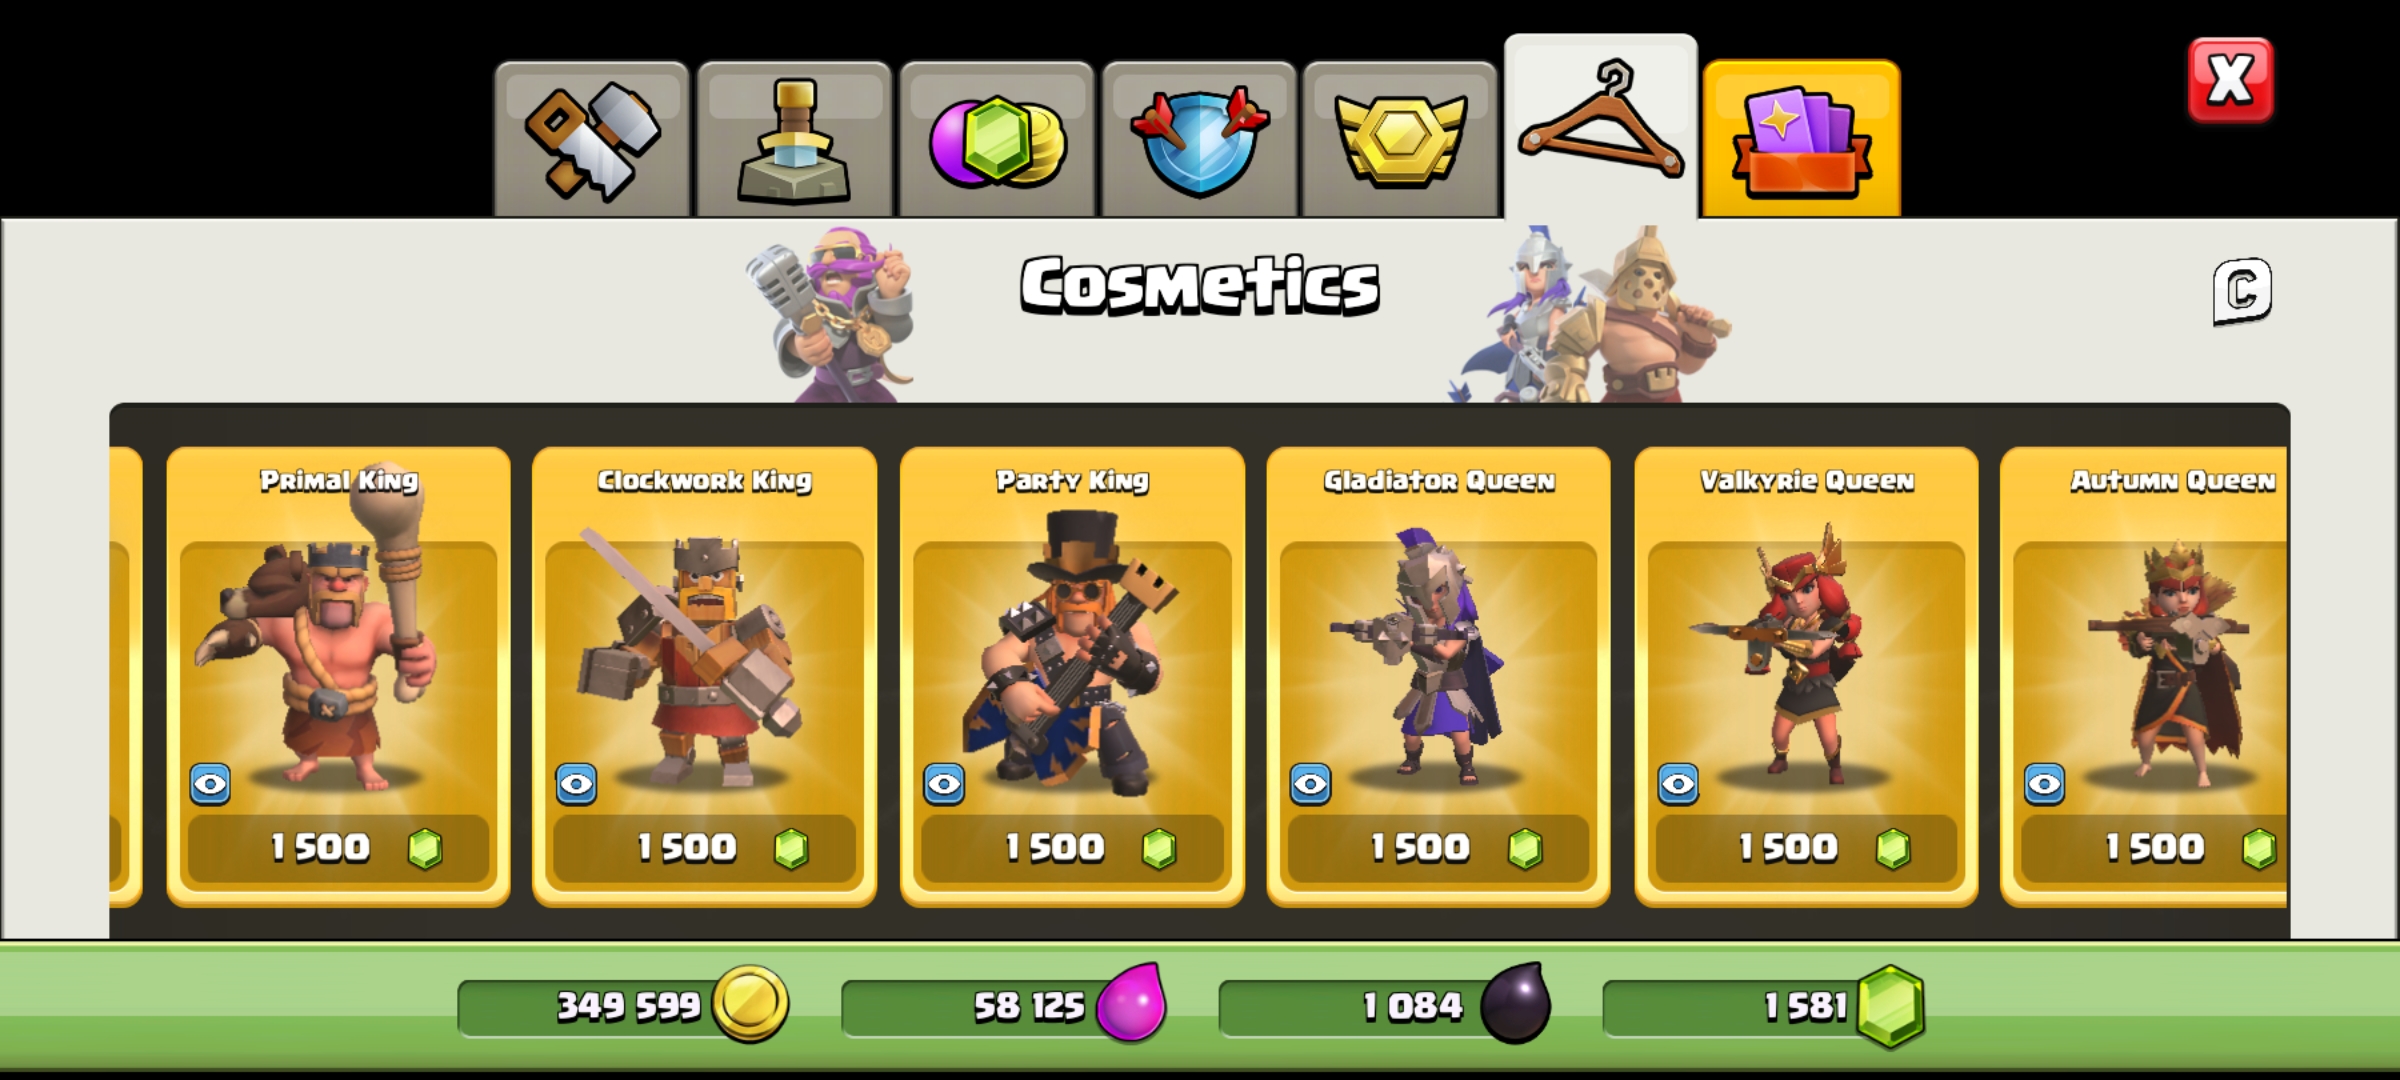 X
Cosmetics
C
Primal King
Clockwork King
Party King
Gladiator Queen
Valkyrie Queen
Autumn Queen
1 500
1 500
1 500
1 500
1 500
1 500
349 599
58 125
1 084
1 581